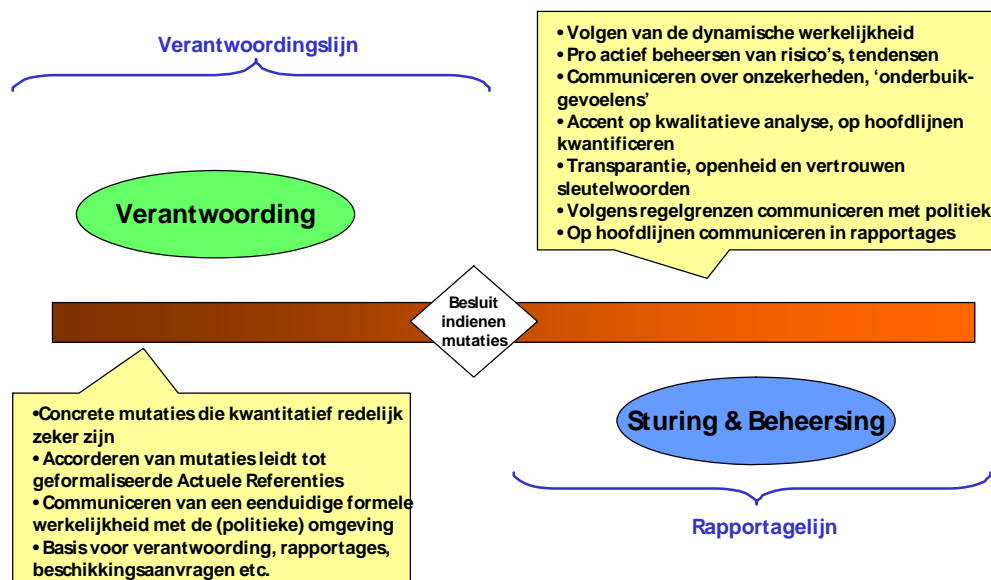 Verantwoordingslijn
• Volgen van de dynamische werkelijkheid
• Pro actief beheersen van risico's, tendensen
• Communiceren over onzekerheden, 'onderbuik-
gevoelens'
• Accent op kwalitatieve analyse, op hoofdlijnen
kwantificeren
• Transparantie, openheid en vertrouwen
sleutelwoorden
• Volgens regelgrenzen communiceren met politiek
• Op hoofdlijnen communiceren in rapportages
Verantwoording
Besluit
indienen
mutaties
•Concrete mutaties die kwantitatief redelijk
zeker zijn
• Accorderen van mutaties leidt tot
geformaliseerde Actuele Referenties
• Communiceren van een eenduidige formele
werkelijkheid met de (politieke) omgeving
• Basis voor verantwoording, rapportages,
beschikkingsaanvragen etc.
Sturing & Beheersing
Rapportagelijn